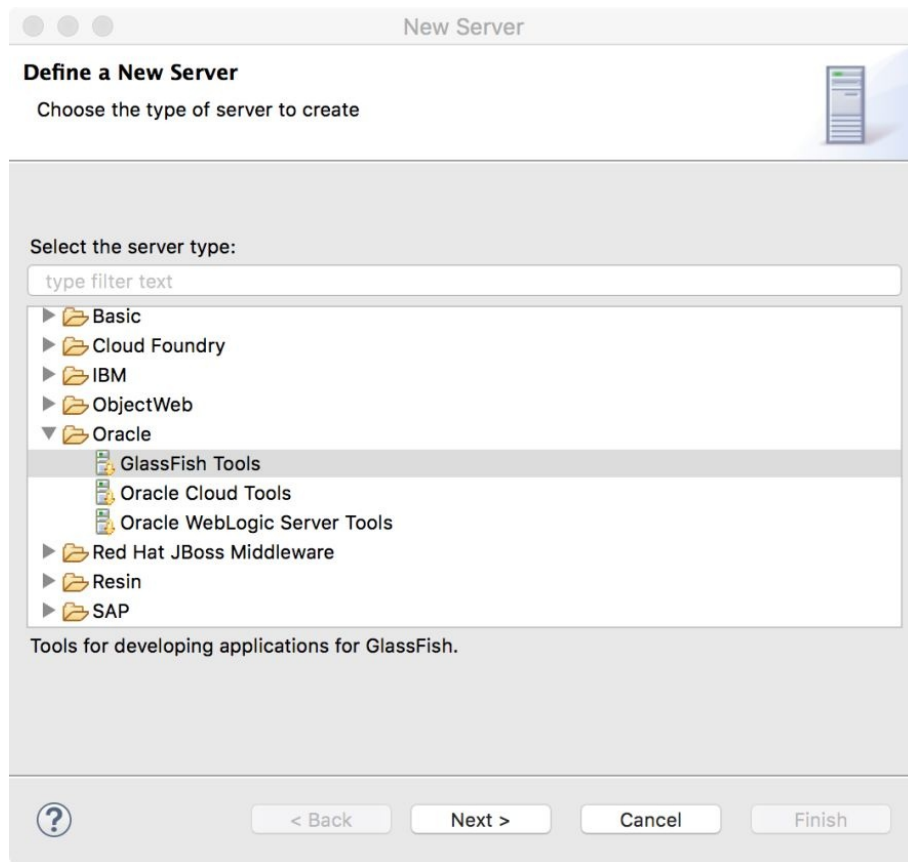 New Server
Define a New Server
Choose the type of server to create
Select the server type:
type filter text
Basic
Cloud Foundry
IBM
ObjectWeb
Oracle
GlassFish Tools
Oracle Cloud Tools
Oracle WebLogic Server Tools
Red Hat JBoss Middleware
Resin
SAP
Tools for developing applications for GlassFish.
? < Back Next > Cancel Finish